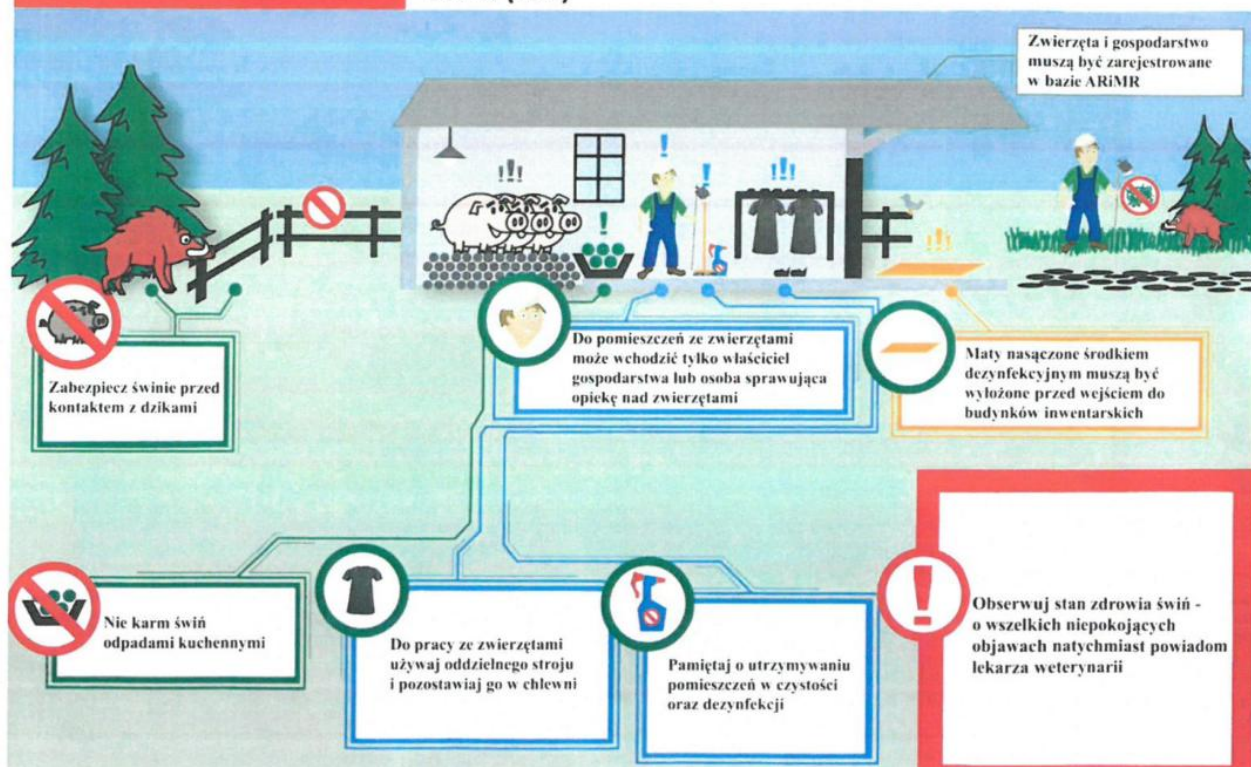 Zwierzęta i gospodarstwo
muszą być zarejestrowane
w bazie ARiMR
Zabezpiecz świnie przed
kontaktem z dzikami
Do pomieszczeń ze zwierzętami
może wchodzić tylko właściciel
gospodarstwa lub osoba sprawująca
opiekę nad zwierzętami
Maty nasączone środkiem
dezynfekcyjnym muszą być
wyłożone przed wejściem do
budynków inwentarskich
Nie karm świń
odpadami kuchennymi
Do pracy ze zwierzętami
używaj oddzielnego stroju
i pozostawiaj go w chlewni
Pamiętaj o utrzymywaniu
pomieszczeń w czystości
oraz dezynfekcji
Obserwuj stan zdrowia świń -
o wszelkich niepokojących
objawach natychmiast powiadom
lekarza weterynarii